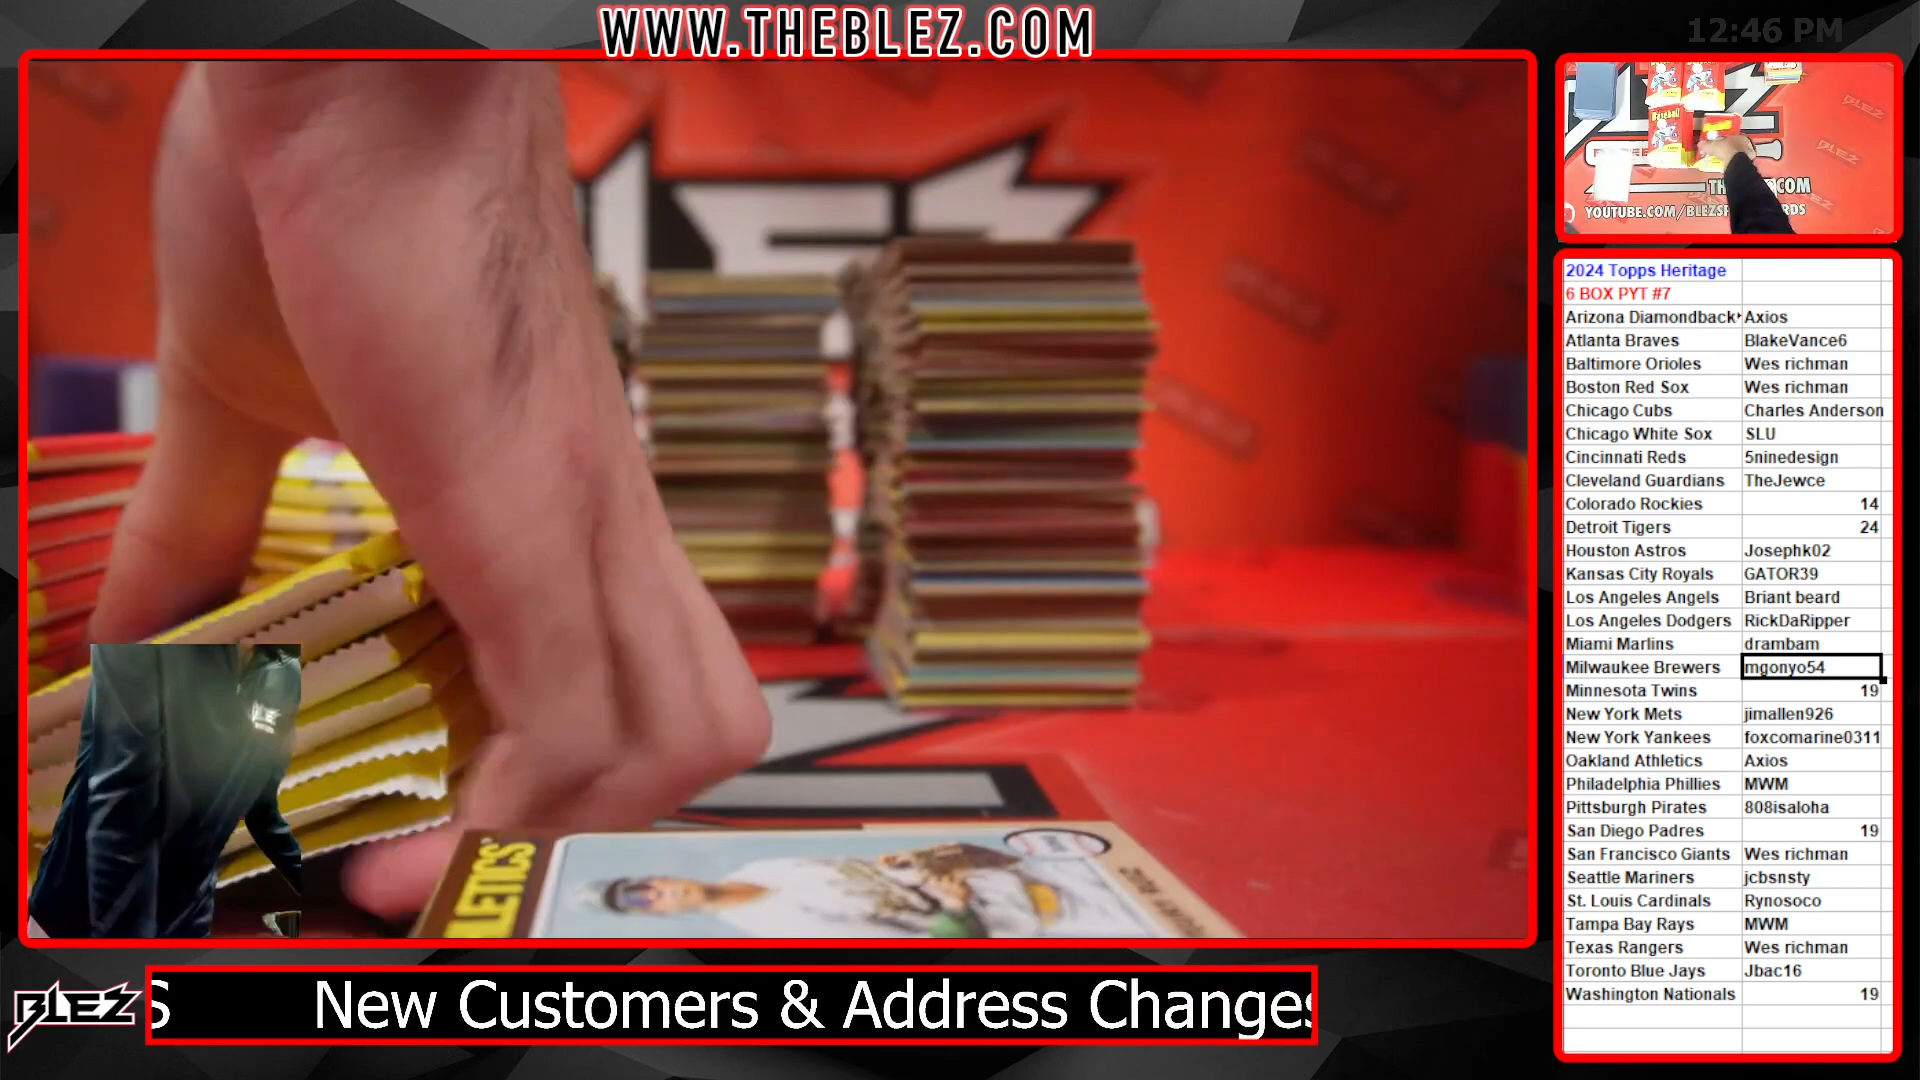 WWW.THEBLEZ.COM
12:46 PM
BLEZ
Baseball
BLEZ
YOUTUBE.COM/BLEZSP
2024 Topps Heritage
6 BOX PYT #7
Arizona Diamondback Axios
Atlanta Braves BlakeVance6
Baltimore Orioles Wes richman
Boston Red Sox Wes richman
Chicago Cubs Charles Anderson
Chicago White Sox SLU
Cincinnati Reds 5ninedesign
Cleveland Guardians TheJewce
Colorado Rockies 14
Detroit Tigers 24
Houston Astros Josephk02
Kansas City Royals GATOR39
Los Angeles Angels Briant beard
Los Angeles Dodgers RickDaRipper
Miami Marlins drambam
Milwaukee Brewers mgonyo54
Minnesota Twins 19
New York Mets jimallen926
New York Yankees foxcomarine0311
Oakland Athletics Axios
Philadelphia Phillies MWM
Pittsburgh Pirates 808isaloha
San Diego Padres 19
San Francisco Giants Wes richman
Seattle Mariners jcbsnsty
St. Louis Cardinals Rynosoco
Tampa Bay Rays MWM
Texas Rangers Wes richman
Toronto Blue Jays Jbac16
Washington Nationals 19
LETICS
BLEZ
S New Customers & Address Changes